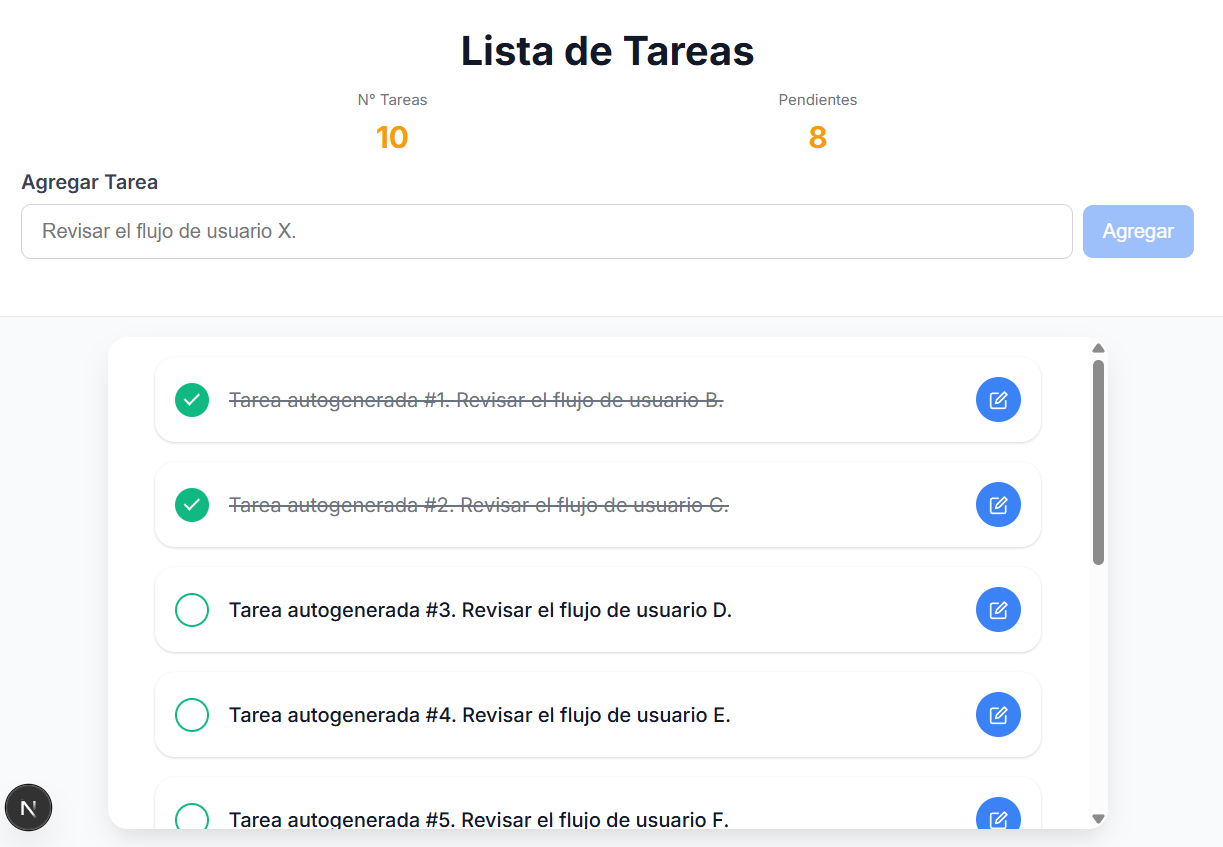 Lista de Tareas
N° Tareas
10
Pendientes
8
Agregar Tarea
Revisar el flujo de usuario X.
Agregar
Tarea autogenerada #1. Revisar el flujo de usuario B.
Tarea autogenerada #2. Revisar el flujo de usuario C.
Tarea autogenerada #3. Revisar el flujo de usuario D.
Tarea autogenerada #4. Revisar el flujo de usuario E.
Tarea autogenerada #5. Revisar el flujo de usuario F.
N